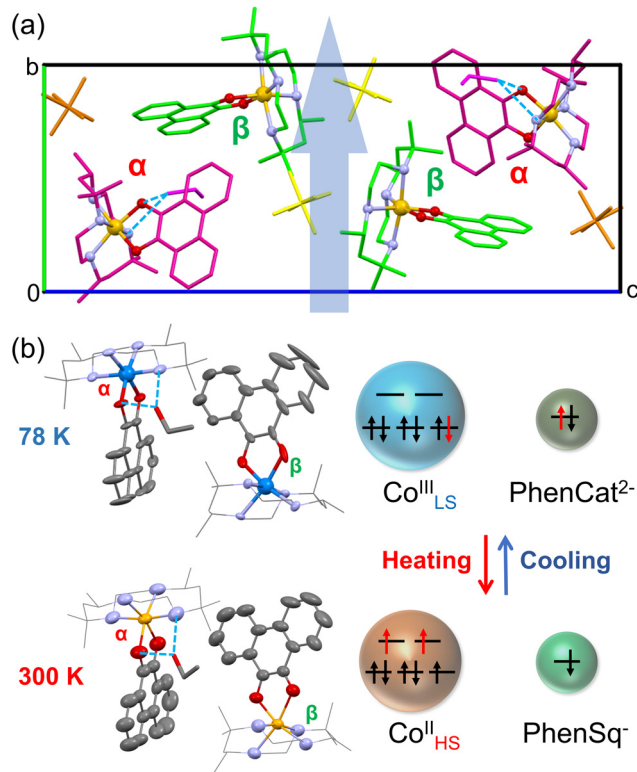 (a)
b
β
α
β
α
0
c
(b)
α
78 K
β
Co^III_LS
PhenCat^2-
Heating
Cooling
α
300 K
β
Co^II_HS
PhenSq^-